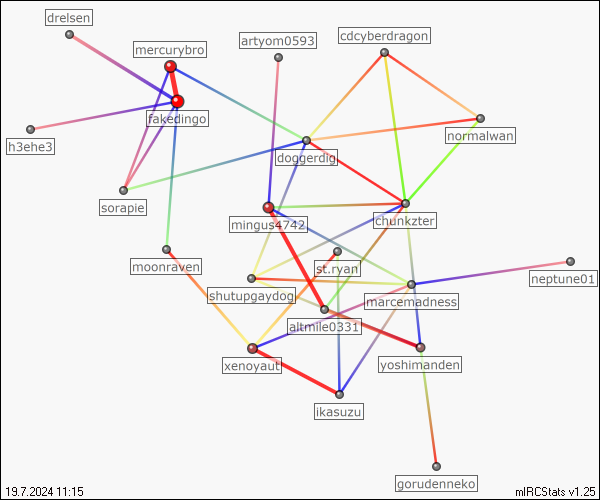 drelsen
mercurybro
artyom0593
cdcyberdragon
fakedingo
h3ehe3
normalwan
doggerdig
sorapie
mingus4742
chunkzter
moonraven
st.ryan
neptune01
shutupgaydog
marcemadness
altmile0331
xenoyaut
yoshimanden
ikasuzu
gorudenneko
19.7.2024 11:15
mIRCStats v1.25